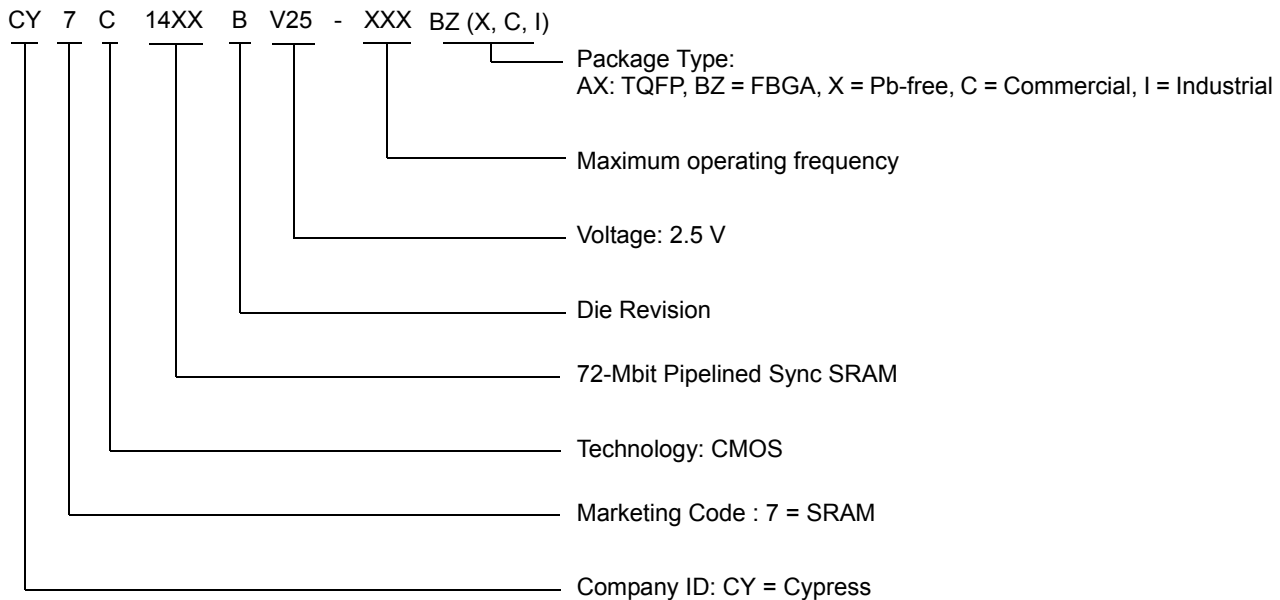 CY 7 C 14XX B V25 - XXX BZ (X, C, I)
Package Type:
AX: TQFP, BZ = FBGA, X = Pb-free, C = Commercial, I = Industrial
Maximum operating frequency
Voltage: 2.5 V
Die Revision
72-Mbit Pipelined Sync SRAM
Technology: CMOS
Marketing Code : 7 = SRAM
Company ID: CY = Cypress